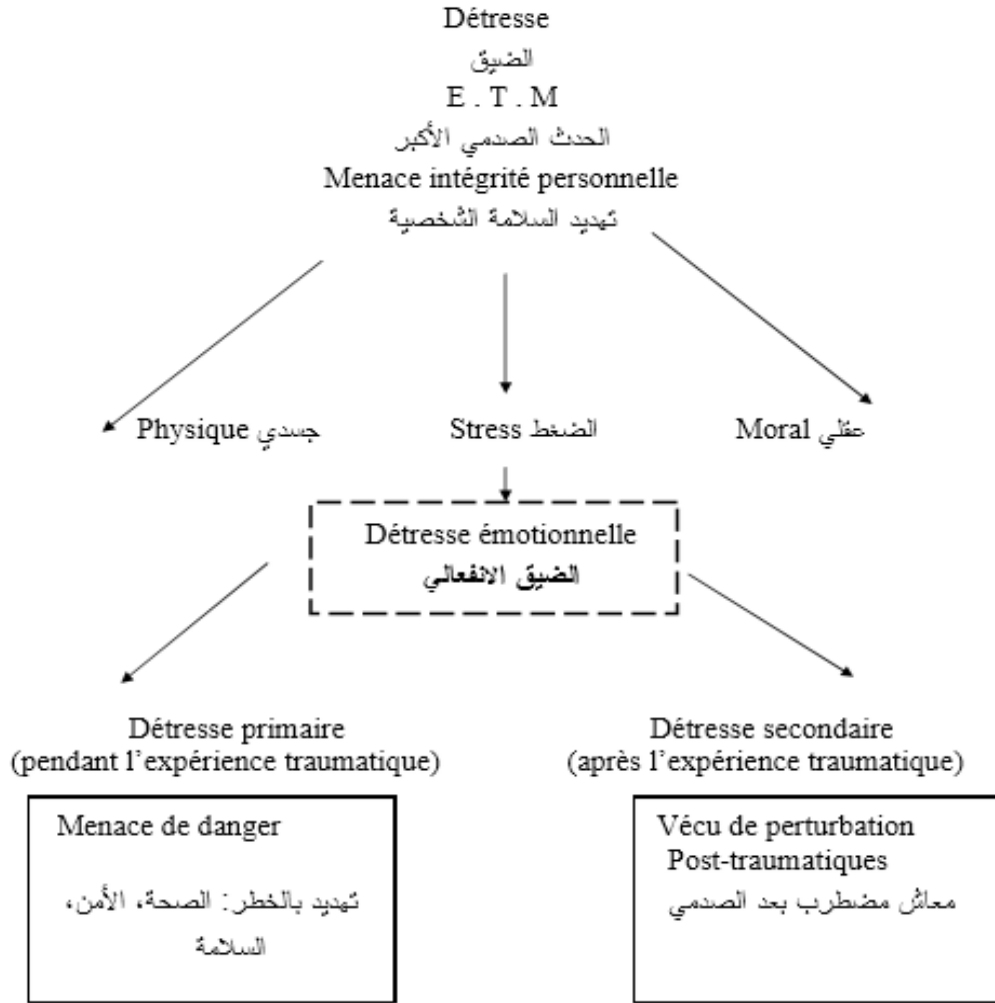 Détresse
الضيق
E . T . M
الحدث الصدمي الأكبر
Menace intégrité personnelle
تهديد السلامة الشخصية
Physique جسدي
Stress الضغط
Moral عقلي
Détresse émotionnelle
الضيق الانفعالي
Détresse primaire
(pendant l’expérience traumatique)
Menace de danger
تهديد بالخطر: الصحة، الأمن،
السلامة
Détresse secondaire
(après l’expérience traumatique)
Vécu de perturbation
Post-traumatiques
معاش مضطرب بعد الصدمي